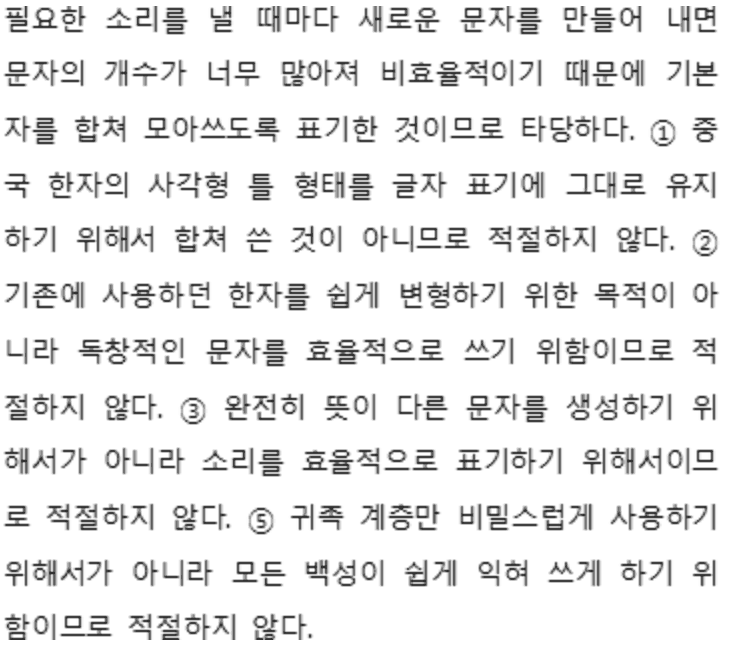 필요한 소리를 낼 때마다 새로운 문자를 만들어 내면
문자의 개수가 너무 많아져 비효율적이기 때문에 기본
자를 합쳐 모아쓰도록 표기한 것이므로 타당하다. ① 중
국 한자의 사각형 틀 형태를 글자 표기에 그대로 유지
하기 위해서 합쳐 쓴 것이 아니므로 적절하지 않다. ②
기존에 사용하던 한자를 쉽게 변형하기 위한 목적이 아
니라 독창적인 문자를 효율적으로 쓰기 위함이므로 적
절하지 않다. ③ 완전히 뜻이 다른 문자를 생성하기 위
해서가 아니라 소리를 효율적으로 표기하기 위해서이므
로 적절하지 않다. ⑤ 귀족 계층만 비밀스럽게 사용하기
위해서가 아니라 모든 백성이 쉽게 익혀 쓰게 하기 위
함이므로 적절하지 않다.